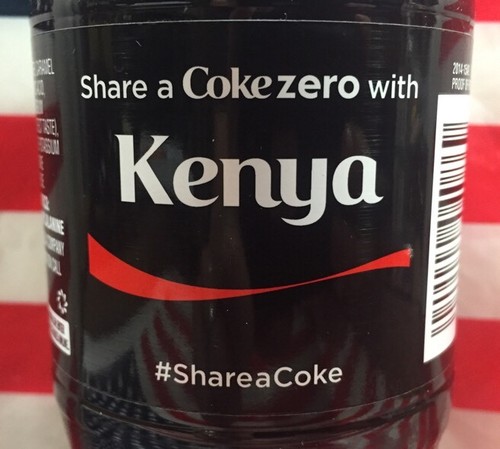 Share a Coke zero with
Kenya
#ShareaCoke